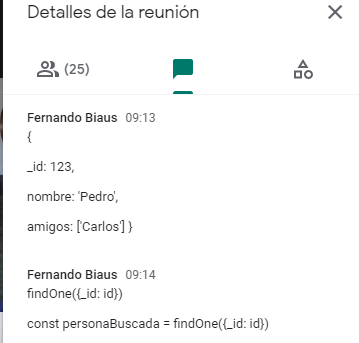 Detalles de la reunión
(25)
Fernando Biaus 09:13
{
_id: 123,
nombre: 'Pedro',
amigos: ['Carlos'] }
Fernando Biaus 09:14
findOne({_id: id})
const personaBuscada = findOne({_id: id})